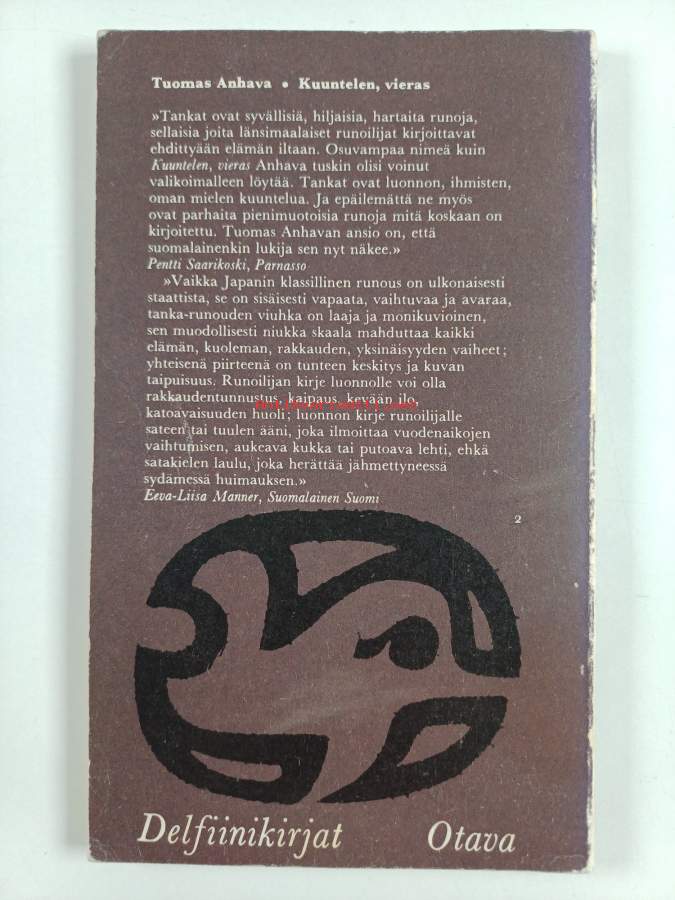 Tuomas Anhava • Kuuntelen, vieras
»Tankat ovat syvällisiä, hiljaisia, hartaita runoja,
sellaisia joita länsimaalaiset runoilijat kirjoittavat
ehdittyään elämän iltaan. Osuvampaa nimeä kuin
Kuuntelen, vieras Anhava tuskin olisi voinut
valikoimalleen löytää. Tankat ovat luonnon, ihmisten,
oman mielen kuuntelua. Ja epäilemättä ne myös
ovat parhaita pienimuotoisia runoja mitä koskaan on
kirjoitettu. Tuomas Anhavan ansio on, että
suomalainenkin lukija sen nyt näkee.»
Pentti Saarikoski, Parnasso
»Vaikka Japanin klassillinen runous on ulkonaisesti
staattista, se on sisäisesti vapaata, vaihtuvaa ja avaraa,
tanka-runouden viuhka on laaja ja monikuvioinen,
sen muodollisesti niukka skaala mahduttaa kaikki
elämän, kuoleman, rakkauden, yksinäisyyden vaiheet;
yhteisenä piirteenä on tunteen keskitys ja kuvan
taipuisuus. Runoilijan kirje luonnolle voi olla
rakkaudentunnustus, kaipaus, kevään ilo,
katoavaisuuden huoli; luonnon kirje runoilijalle
sateen tai tuulen ääni, joka ilmoittaa vuodenaikojen
vaihtumisen, aukeava kukka tai putoava lehti, ehkä
satakielen laulu, joka herättää jähmettyneessä
sydämessä huimauksen.»
Eeva-Liisa Manner, Suomalainen Suomi
2
Delfiinikirjat Otava